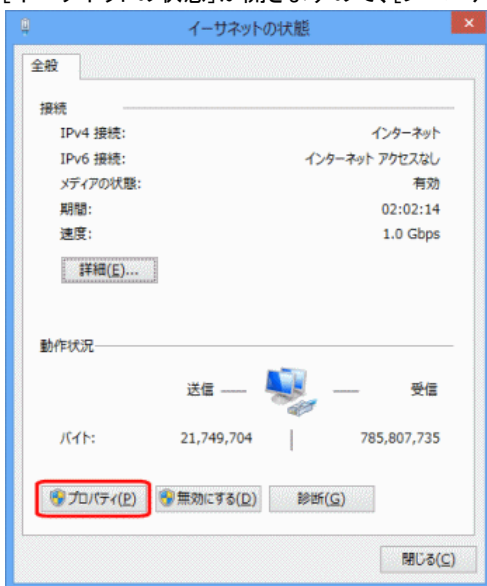 イーサネットの状態
全般
接続
IPv4 接続: インターネット
IPv6 接続: インターネット アクセスなし
メディアの状態: 有効
期間: 02:02:14
速度: 1.0 Gbps
詳細(E)...
動作状況
送信 受信
バイト: 21,749,704 785,807,735
プロパティ(P) 無効にする(D) 診断(G)
閉じる(C)